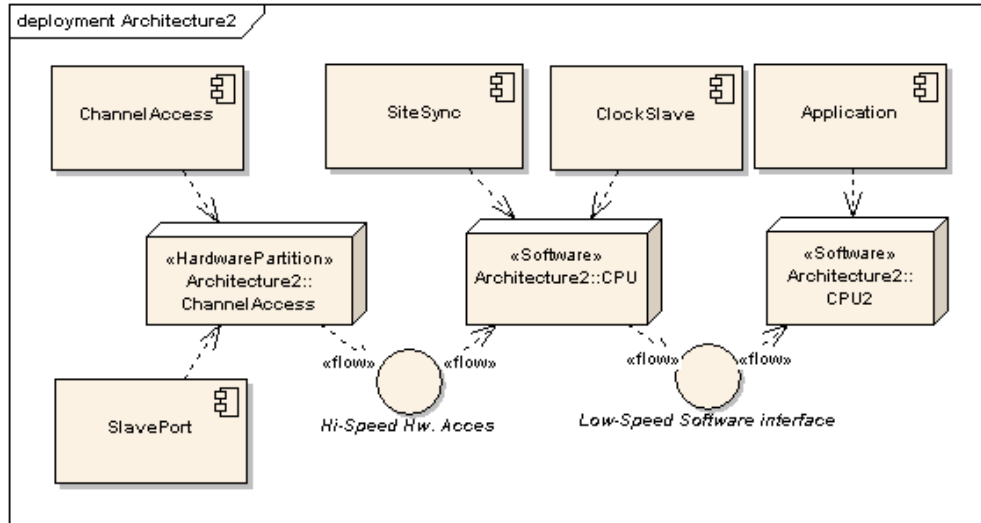 deployment Architecture2
ChannelAccess
SiteSync
ClockSlave
Application
«HardwarePartition»
Architecture2::
ChannelAccess
«Software»
Architecture2::CPU
«Software»
Architecture2::
CPU2
«flow»
«flow»
«flow»
«flow»
SlavePort
Hi-Speed Hw. Acces
Low-Speed Software interface